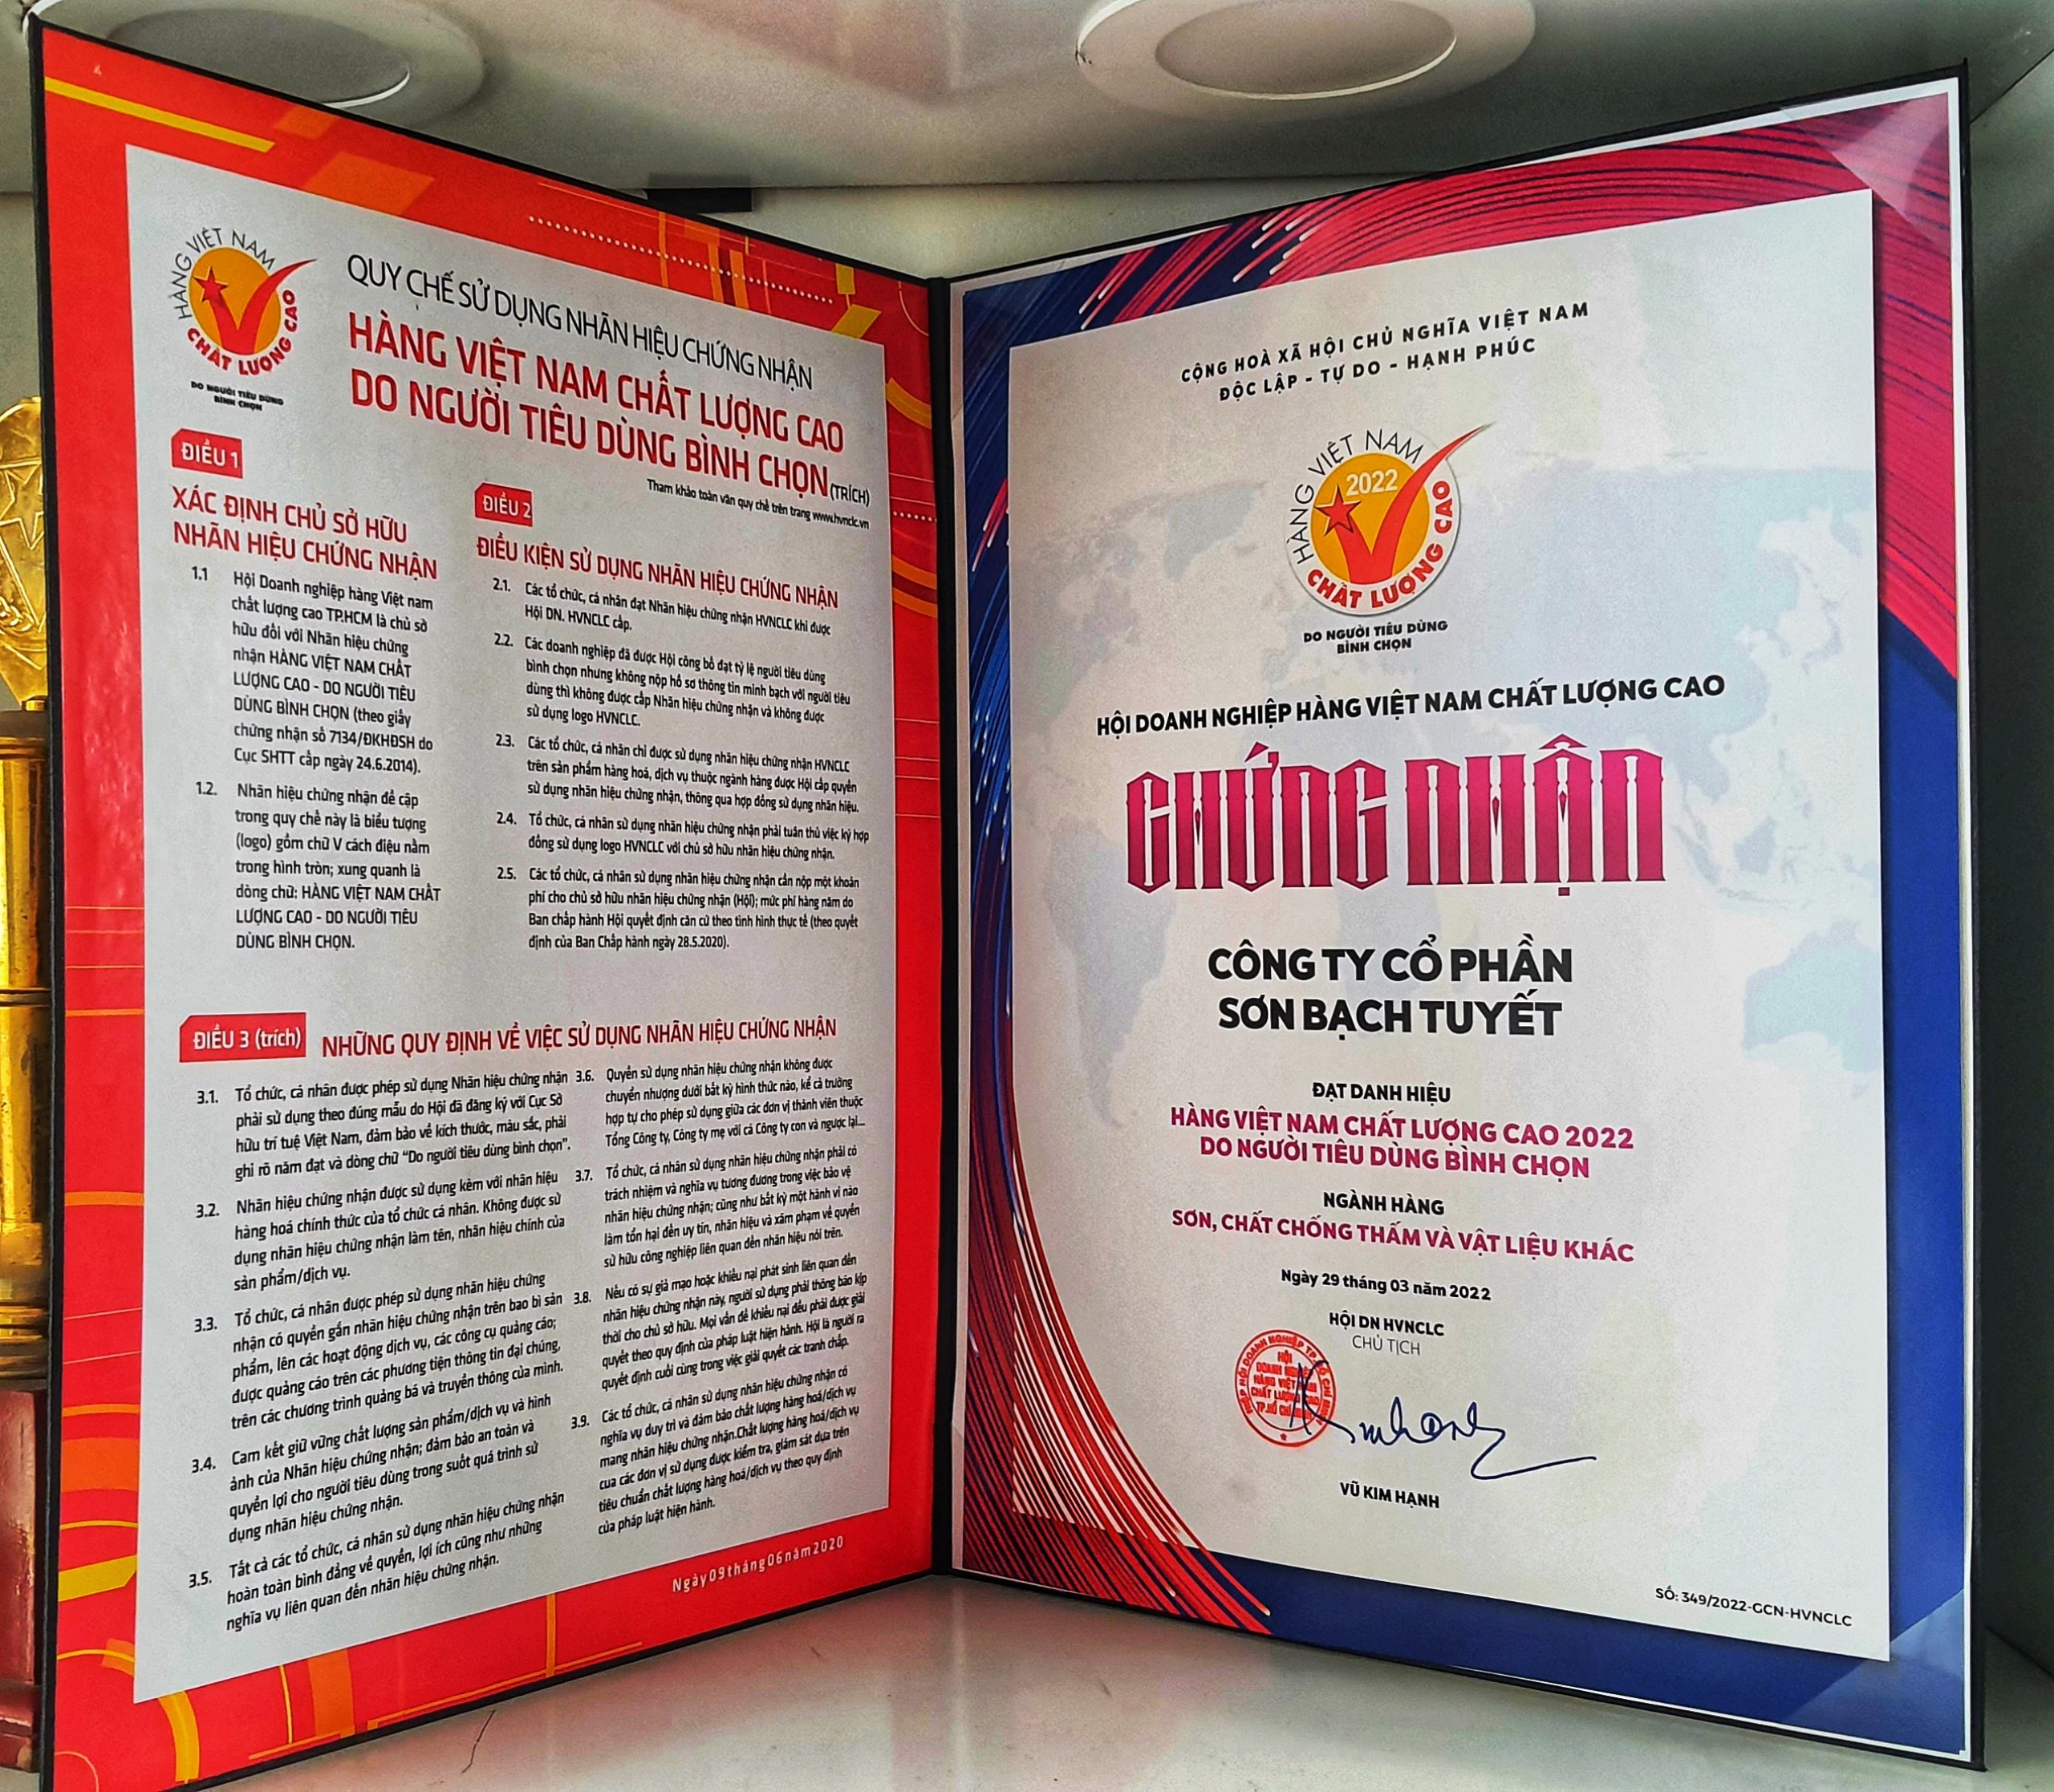 HÀNG VIỆT NAM
CHẤT LƯỢNG CAO
DO NGƯỜI TIÊU DÙNG
BÌNH CHỌN
QUY CHẾ SỬ DỤNG NHÃN HIỆU CHỨNG NHẬN
HÀNG VIỆT NAM CHẤT LƯỢNG CAO
DO NGƯỜI TIÊU DÙNG BÌNH CHỌN (TRÍCH)
Tham khảo toàn văn quy chế trên trang www.hvnclc.vn
ĐIỀU 1
XÁC ĐỊNH CHỦ SỞ HỮU
NHÃN HIỆU CHỨNG NHẬN
1.1 Hội Doanh nghiệp hàng Việt nam
chất lượng cao TP.HCM là chủ sở
hữu đối với Nhãn hiệu chứng
nhận HÀNG VIỆT NAM CHẤT
LƯỢNG CAO - DO NGƯỜI TIÊU
DÙNG BÌNH CHỌN (theo giấy
chứng nhận số 7134/ĐKHĐSH do
Cục SHTT cấp ngày 24.6.2014).
1.2. Nhãn hiệu chứng nhận đề cập
trong quy chế này là biểu tượng
(logo) gồm chữ V cách điệu nằm
trong hình tròn; xung quanh là
dòng chữ: HÀNG VIỆT NAM CHẤT
LƯỢNG CAO - DO NGƯỜI TIÊU
DÙNG BÌNH CHỌN.
ĐIỀU 2
ĐIỀU KIỆN SỬ DỤNG NHÃN HIỆU CHỨNG NHẬN
2.1. Các tổ chức, cá nhân đạt Nhãn hiệu chứng nhận HVNCLC khi được
Hội DN. HVNCLC cấp.
2.2. Các doanh nghiệp đã được Hội công bố đạt tỷ lệ người tiêu dùng
bình chọn nhưng không nộp hồ sơ thông tin minh bạch với người tiêu
dùng thì không được cấp Nhãn hiệu chứng nhận và không được
sử dụng logo HVNCLC.
2.3. Các tổ chức, cá nhân chỉ được sử dụng nhãn hiệu chứng nhận HVNCLC
trên sản phẩm hàng hoá, dịch vụ thuộc ngành hàng được Hội cấp quyền
sử dụng nhãn hiệu chứng nhận, thông qua hợp đồng sử dụng nhãn hiệu.
2.4. Tổ chức, cá nhân sử dụng nhãn hiệu chứng nhận phải tuân thủ việc ký hợp
đồng sử dụng logo HVNCLC với chủ sở hữu nhãn hiệu chứng nhận.
2.5. Các tổ chức, cá nhân sử dụng nhãn hiệu chứng nhận cần nộp một khoản
phí cho chủ sở hữu nhãn hiệu chứng nhận (Hội); mức phí hàng năm do
Ban chấp hành Hội quyết định căn cứ theo tình hình thực tế (theo quyết
định của Ban Chấp hành ngày 28.5.2020).
ĐIỀU 3 (trích) NHỮNG QUY ĐỊNH VỀ VIỆC SỬ DỤNG NHÃN HIỆU CHỨNG NHẬN
3.1. Tổ chức, cá nhân được phép sử dụng Nhãn hiệu chứng nhận
phải sử dụng theo đúng mẫu do Hội đã đăng ký với Cục Sở
hữu trí tuệ Việt Nam, đảm bảo về kích thước, màu sắc, phải
ghi rõ năm đạt và dòng chữ "Do người tiêu dùng bình chọn".
3.2. Nhãn hiệu chứng nhận được sử dụng kèm với nhãn hiệu
hàng hoá chính thức của tổ chức cá nhân. Không được sử
dụng nhãn hiệu chứng nhận làm tên, nhãn hiệu chính của
sản phẩm/dịch vụ.
3.3. Tổ chức, cá nhân được phép sử dụng nhãn hiệu chứng
nhận có quyền gắn nhãn hiệu chứng nhận trên bao bì sản
phẩm, lên các hoạt động dịch vụ, các công cụ quảng cáo;
được quảng cáo trên các phương tiện thông tin đại chúng,
trên các chương trình quảng bá và truyền thông của mình.
3.4. Cam kết giữ vững chất lượng sản phẩm/dịch vụ và hình
ảnh của Nhãn hiệu chứng nhận; đảm bảo an toàn và
quyền lợi cho người tiêu dùng trong suốt quá trình sử
dụng nhãn hiệu chứng nhận.
3.5. Tất cả các tổ chức, cá nhân sử dụng nhãn hiệu chứng nhận
hoàn toàn bình đẳng về quyền, lợi ích cũng như những
nghĩa vụ liên quan đến nhãn hiệu chứng nhận.
3.6. Quyền sử dụng nhãn hiệu chứng nhận không được
chuyển nhượng dưới bất kỳ hình thức nào, kể cả trường
hợp tự cho phép sử dụng giữa các đơn vị thành viên thuộc
Tổng Công ty, Công ty mẹ với cả Công ty con và ngược lại...
3.7. Tổ chức, cá nhân sử dụng nhãn hiệu chứng nhận phải có
trách nhiệm và nghĩa vụ tương đương trong việc bảo vệ
nhãn hiệu chứng nhận; cũng như bất kỳ một hành vi nào
làm tổn hại đến uy tín, nhãn hiệu và xâm phạm về quyền
sử hữu công nghiệp liên quan đến nhãn hiệu nói trên.
3.8. Nếu có sự giả mạo hoặc khiếu nại phát sinh liên quan đến
nhãn hiệu chứng nhận này, người sử dụng phải thông báo kịp
thời cho chủ sở hữu. Mọi vấn đề khiếu nại đều phải được giải
quyết theo quy định của pháp luật hiện hành. Hội là người ra
quyết định cuối cùng trong việc giải quyết các tranh chấp.
3.9. Các tổ chức, cá nhân sử dụng nhãn hiệu chứng nhận có
nghĩa vụ duy trì và đảm bảo chất lượng hàng hoá/dịch vụ
mang nhãn hiệu chứng nhận.Chất lượng hàng hoá/dịch vụ
của các đơn vị sử dụng được kiểm tra, giám sát dựa trên
tiêu chuẩn chất lượng hàng hoá/dịch vụ theo quy định
của pháp luật hiện hành.
Ngày 09 tháng 06 năm 2020
CỘNG HOÀ XÃ HỘI CHỦ NGHĨA VIỆT NAM
ĐỘC LẬP - TỰ DO - HẠNH PHÚC
HÀNG VIỆT NAM
2022
CHẤT LƯỢNG CAO
DO NGƯỜI TIÊU DÙNG
BÌNH CHỌN
HỘI DOANH NGHIỆP HÀNG VIỆT NAM CHẤT LƯỢNG CAO
CHỨNG NHẬN
CÔNG TY CỔ PHẦN
SƠN BẠCH TUYẾT
ĐẠT DANH HIỆU
HÀNG VIỆT NAM CHẤT LƯỢNG CAO 2022
DO NGƯỜI TIÊU DÙNG BÌNH CHỌN
NGÀNH HÀNG
SƠN, CHẤT CHỐNG THẤM VÀ VẬT LIỆU KHÁC
Ngày 29 tháng 03 năm 2022
HỘI DN HVNCLC
CHỦ TỊCH
HỘI
DOANH NGHIỆP
HÀNG VIỆT NAM
CHẤT LƯỢNG CAO
TP.HỒ CHÍ MINH
VŨ KIM HẠNH
SỐ: 349/2022-GCN-HVNCLC